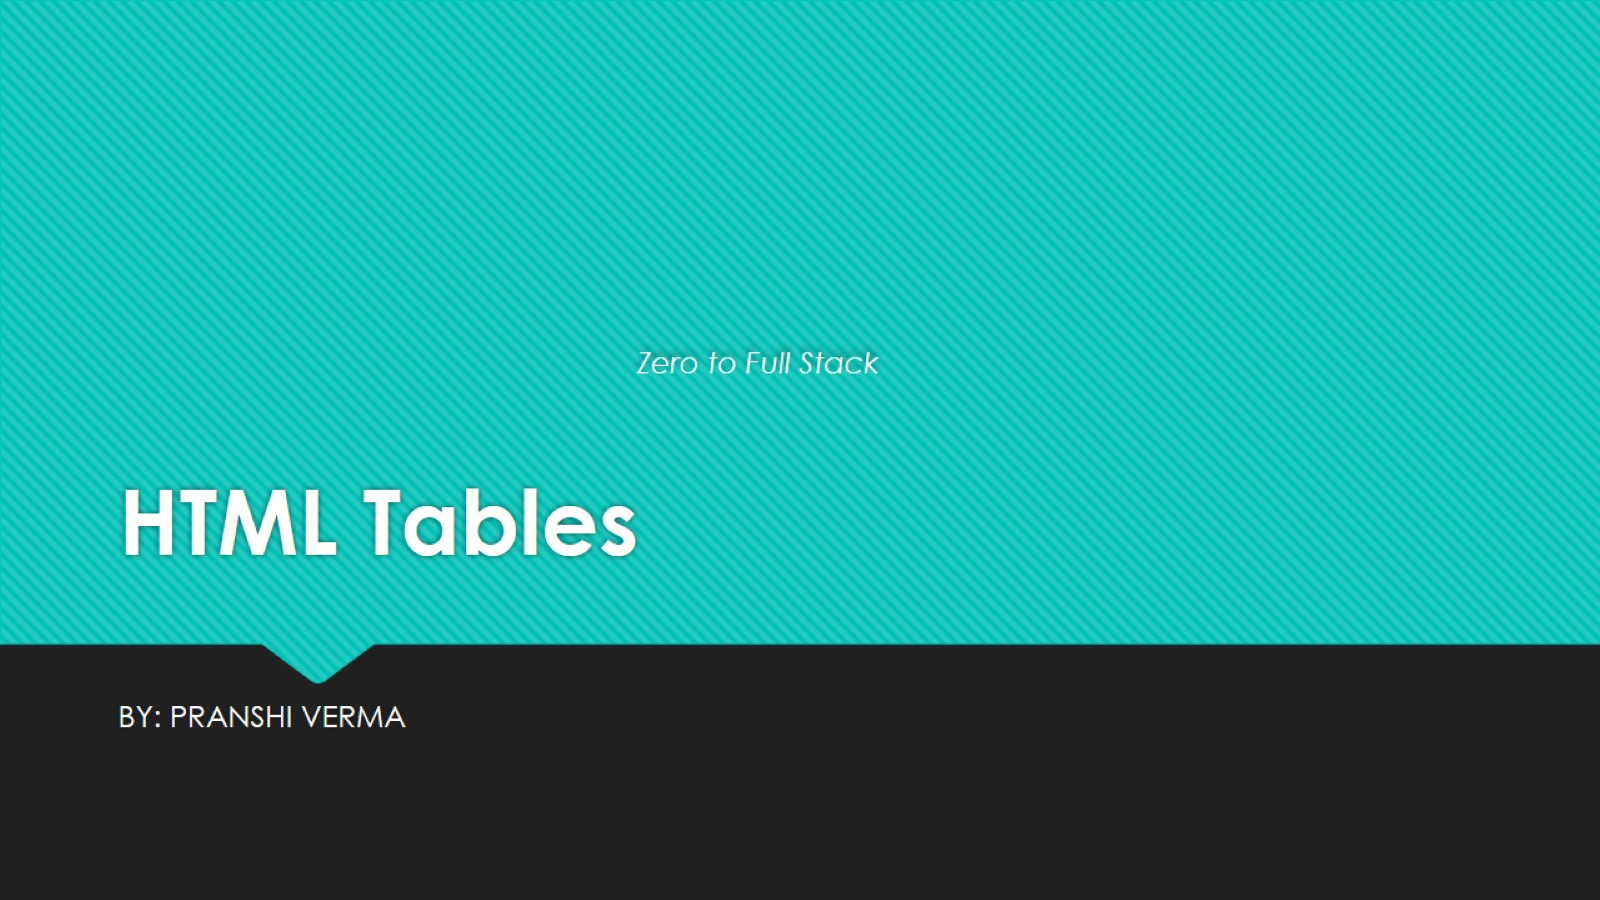 Zero to Full Stack
HTML Tables
BY: PRANSHI VERMA